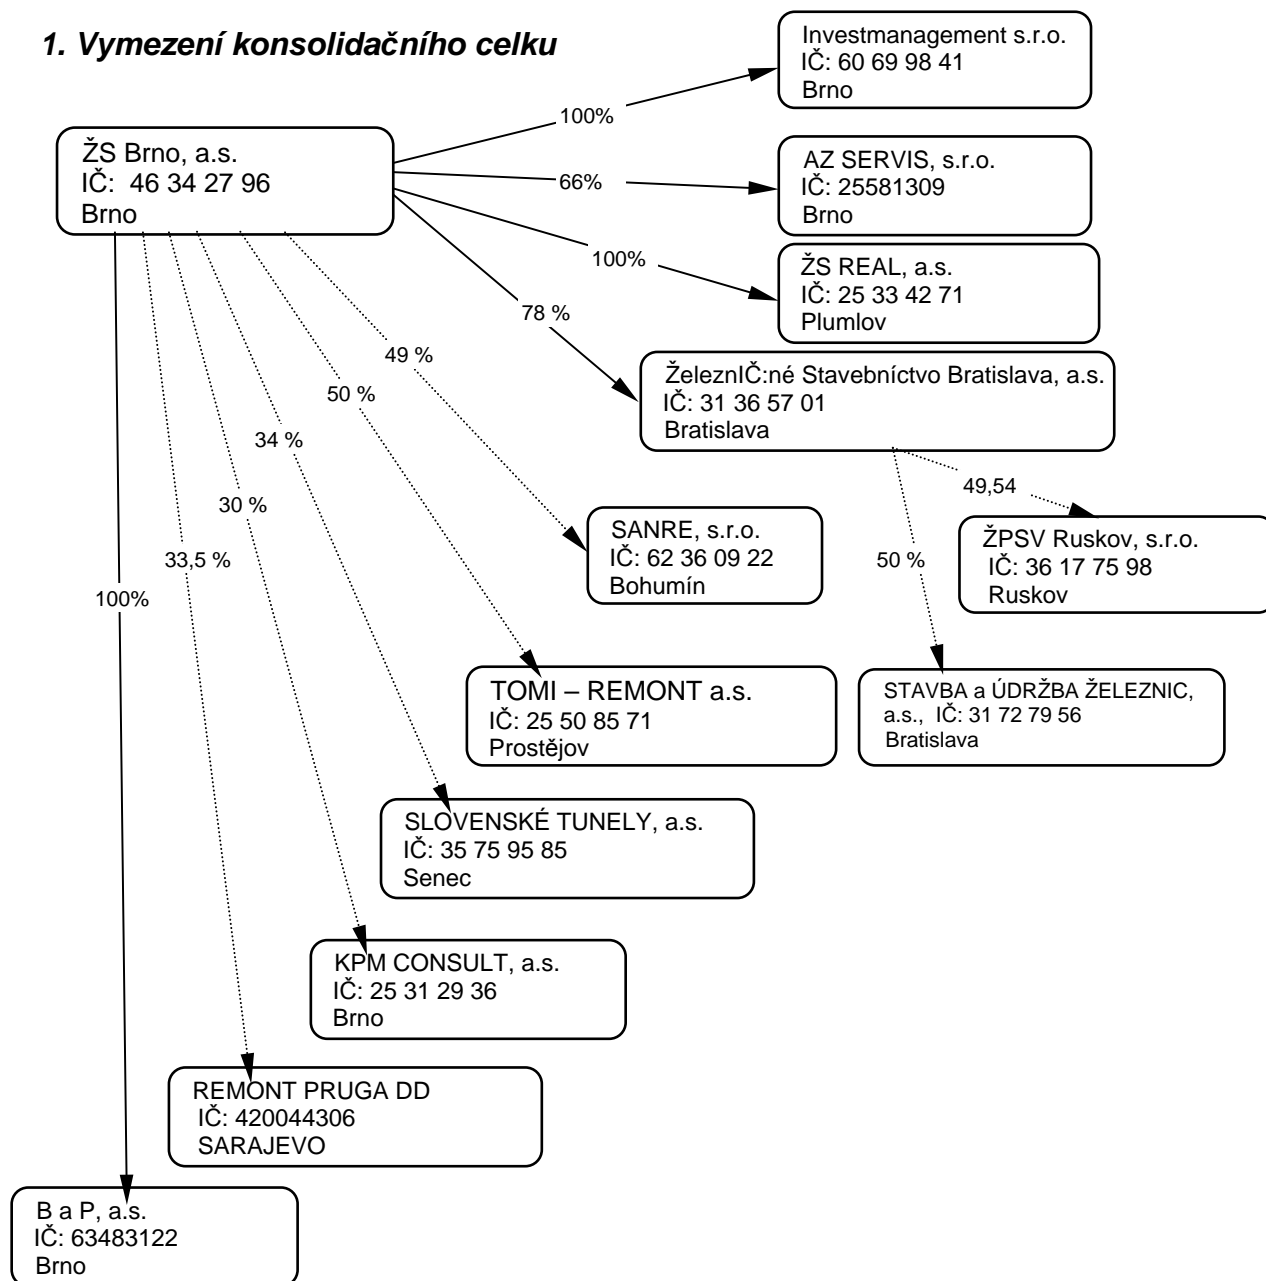 1. Vymezení konsolidačního celku
Investmanagement s.r.o.
IČ: 60 69 98 41
Brno
100%
ŽS Brno, a.s.
IČ:  46 34 27 96
Brno
66%
AZ SERVIS, s.r.o.
IČ: 25581309
Brno
100%
ŽS REAL, a.s.
IČ: 25 33 42 71
Plumlov
78 %
ŽeleznIČ:né Stavebníctvo Bratislava, a.s.
IČ: 31 36 57 01
Bratislava
49 %
50 %
34 %
30 %
33,5 %
100%
49,54
50 %
SANRE, s.r.o.
IČ: 62 36 09 22
Bohumín
ŽPSV Ruskov, s.r.o.
IČ: 36 17 75 98
Ruskov
TOMI – REMONT a.s.
IČ: 25 50 85 71
Prostějov
STAVBA a ÚDRŽBA ŽELEZNIC,
a.s.,  IČ: 31 72 79 56
Bratislava
SLOVENSKÉ TUNELY, a.s.
IČ: 35 75 95 85
Senec
KPM CONSULT, a.s.
IČ: 25 31 29 36
Brno
REMONT PRUGA DD
IČ: 420044306
SARAJEVO
B a P, a.s.
IČ: 63483122
Brno